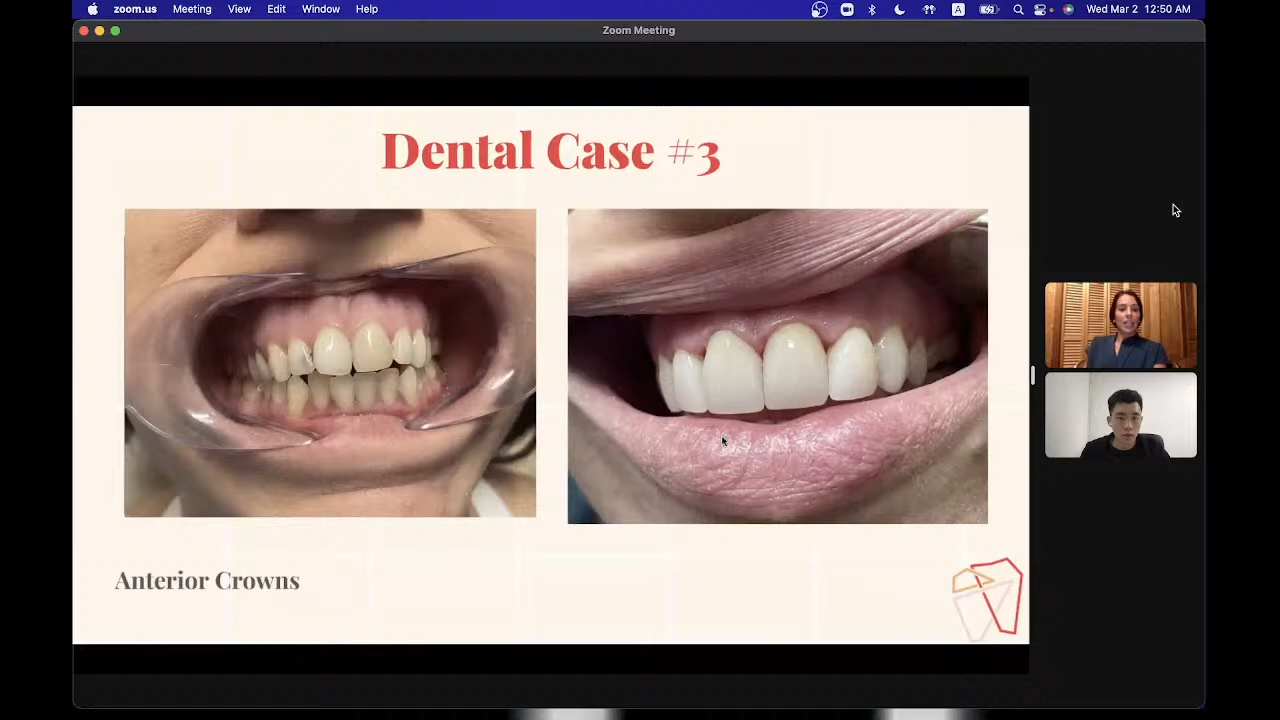 zoom.us Meeting View Edit Window Help A Wed Mar 2 12:50 AM
Zoom Meeting
Dental Case #3
Anterior Crowns